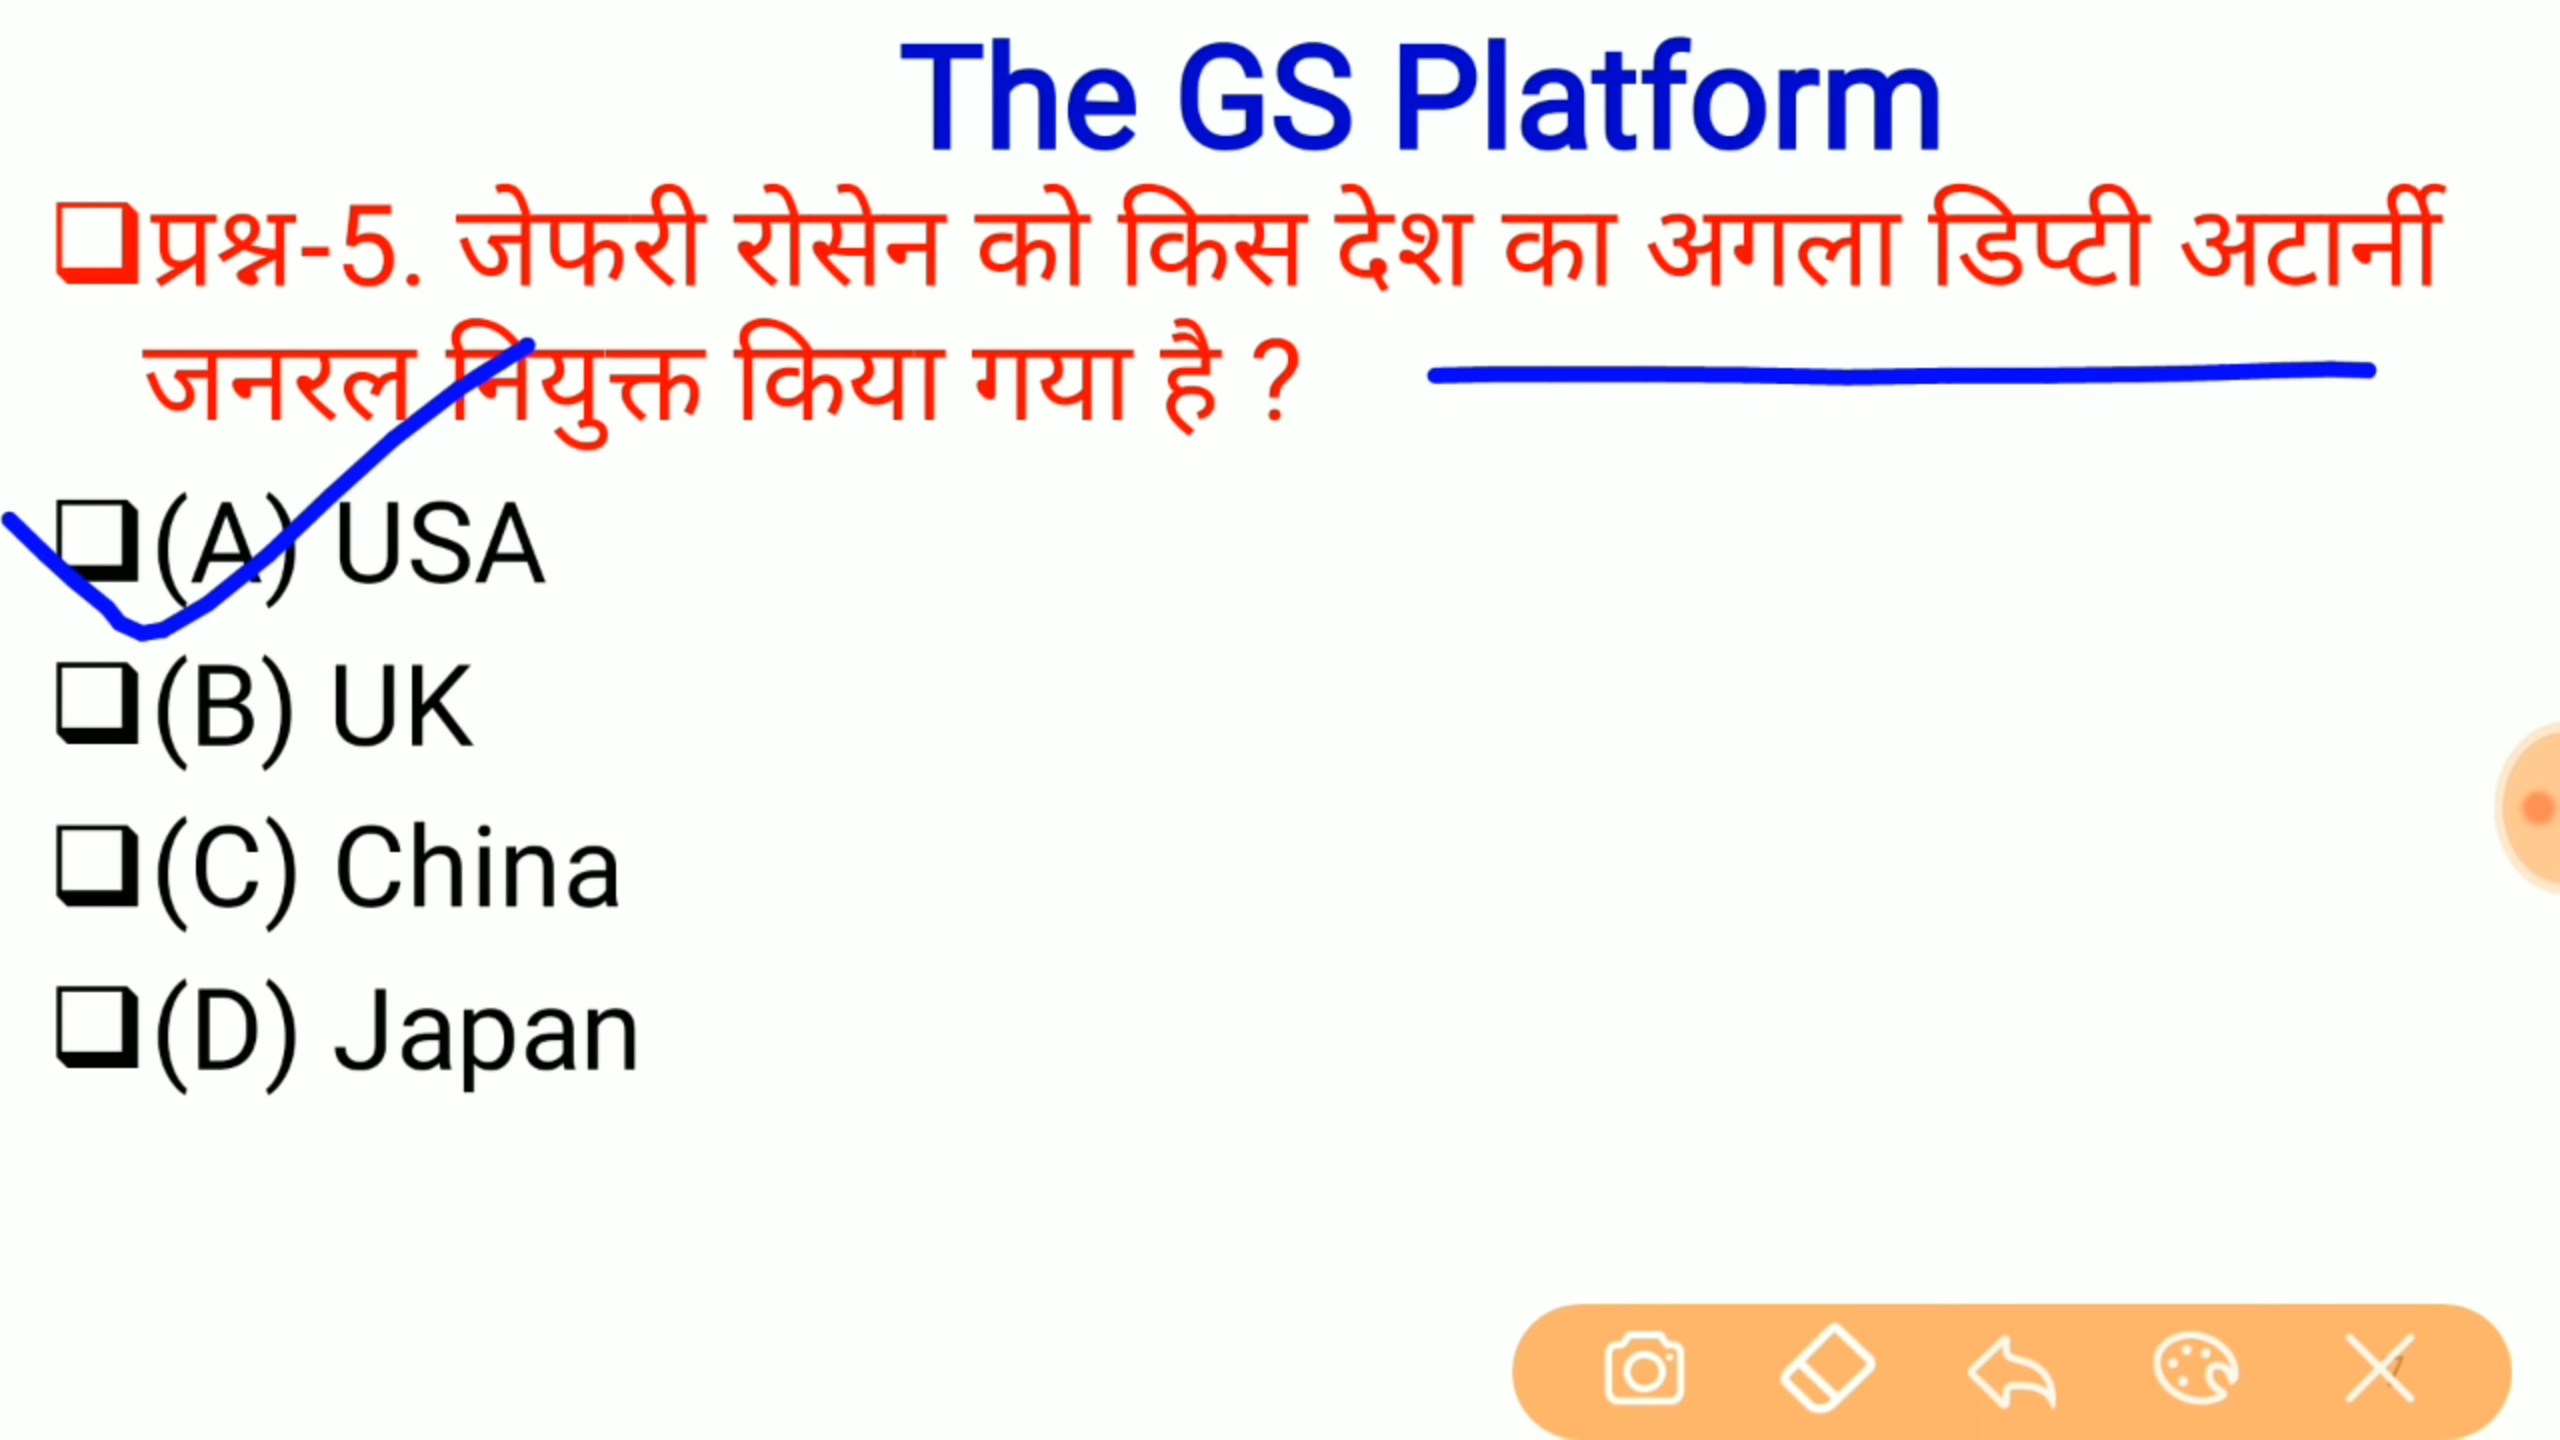 The GS Platform
प्रश्न-5. जेफरी रोसेन को किस देश का अगला डिप्टी अटार्नी
जनरल नियुक्त किया गया है ?
(A) USA
(B) UK
(C) China
(D) Japan